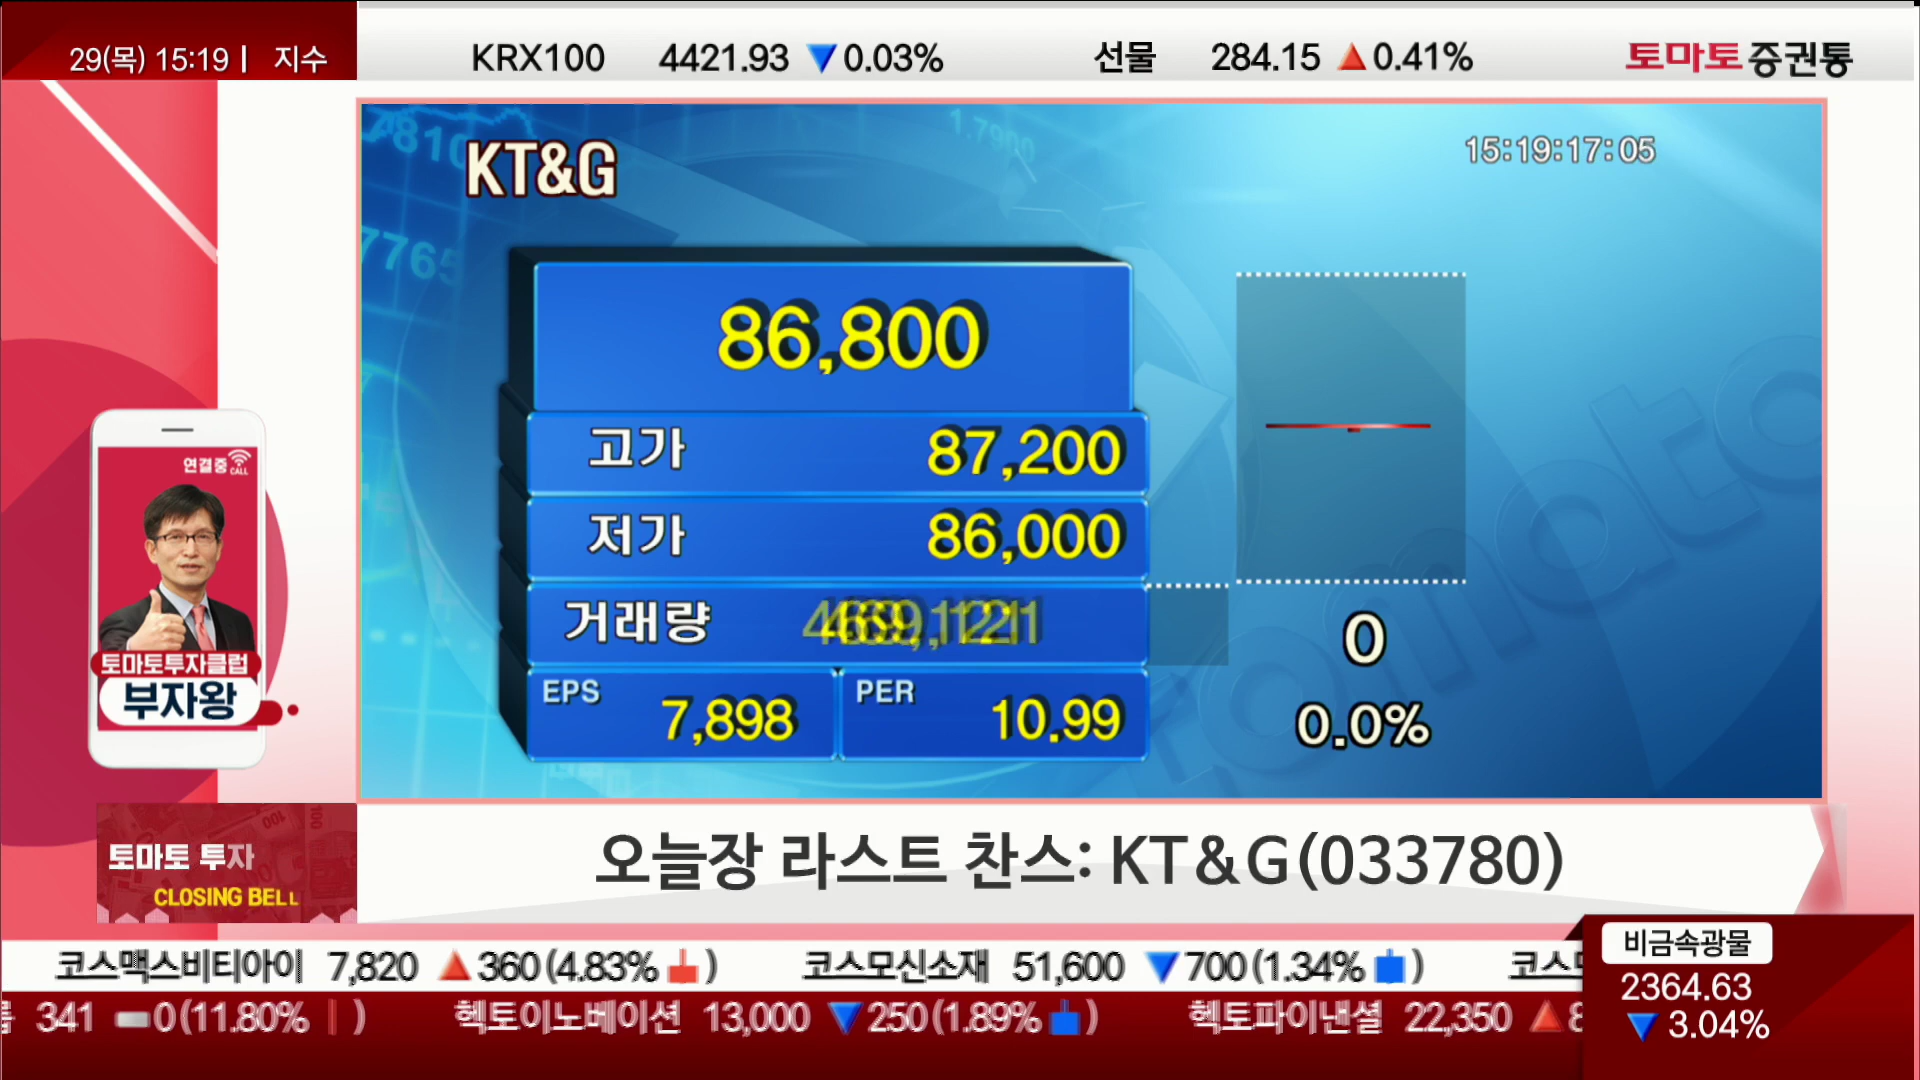 29(목) 15:19 | 지수
KRX100 4421.93 ▼0.03%
선물 284.15 ▲0.41%
토마토증권통
KT&G
15:19:17:05
86,800
고가 87,200
저가 86,000
거래량
EPS 7,898
PER 10.99
0
0.0%
연결중
CALL
토마토투자클럽
부자왕
토마토 투자
CLOSING BELL
오늘장 라스트 찬스: KT&G(033780)
코스맥스비티아이 7,820 ▲360(4.83% ) 코스모신소재 51,600 ▼700(1.34% ) 코스
341 0(11.80% ) 헥토이노베이션 13,000 ▼250(1.89% ) 헥토파이낸셜 22,350 ▲8
비금속광물
2364.63
▼3.04%
tomato